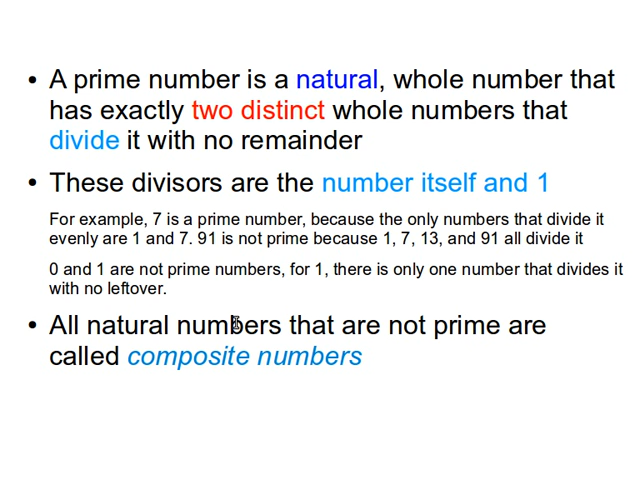 • A prime number is a natural, whole number that
has exactly two distinct whole numbers that
divide it with no remainder
• These divisors are the number itself and 1
For example, 7 is a prime number, because the only numbers that divide it
evenly are 1 and 7. 91 is not prime because 1, 7, 13, and 91 all divide it
0 and 1 are not prime numbers, for 1, there is only one number that divides it
with no leftover.
• All natural numbers that are not prime are
called composite numbers